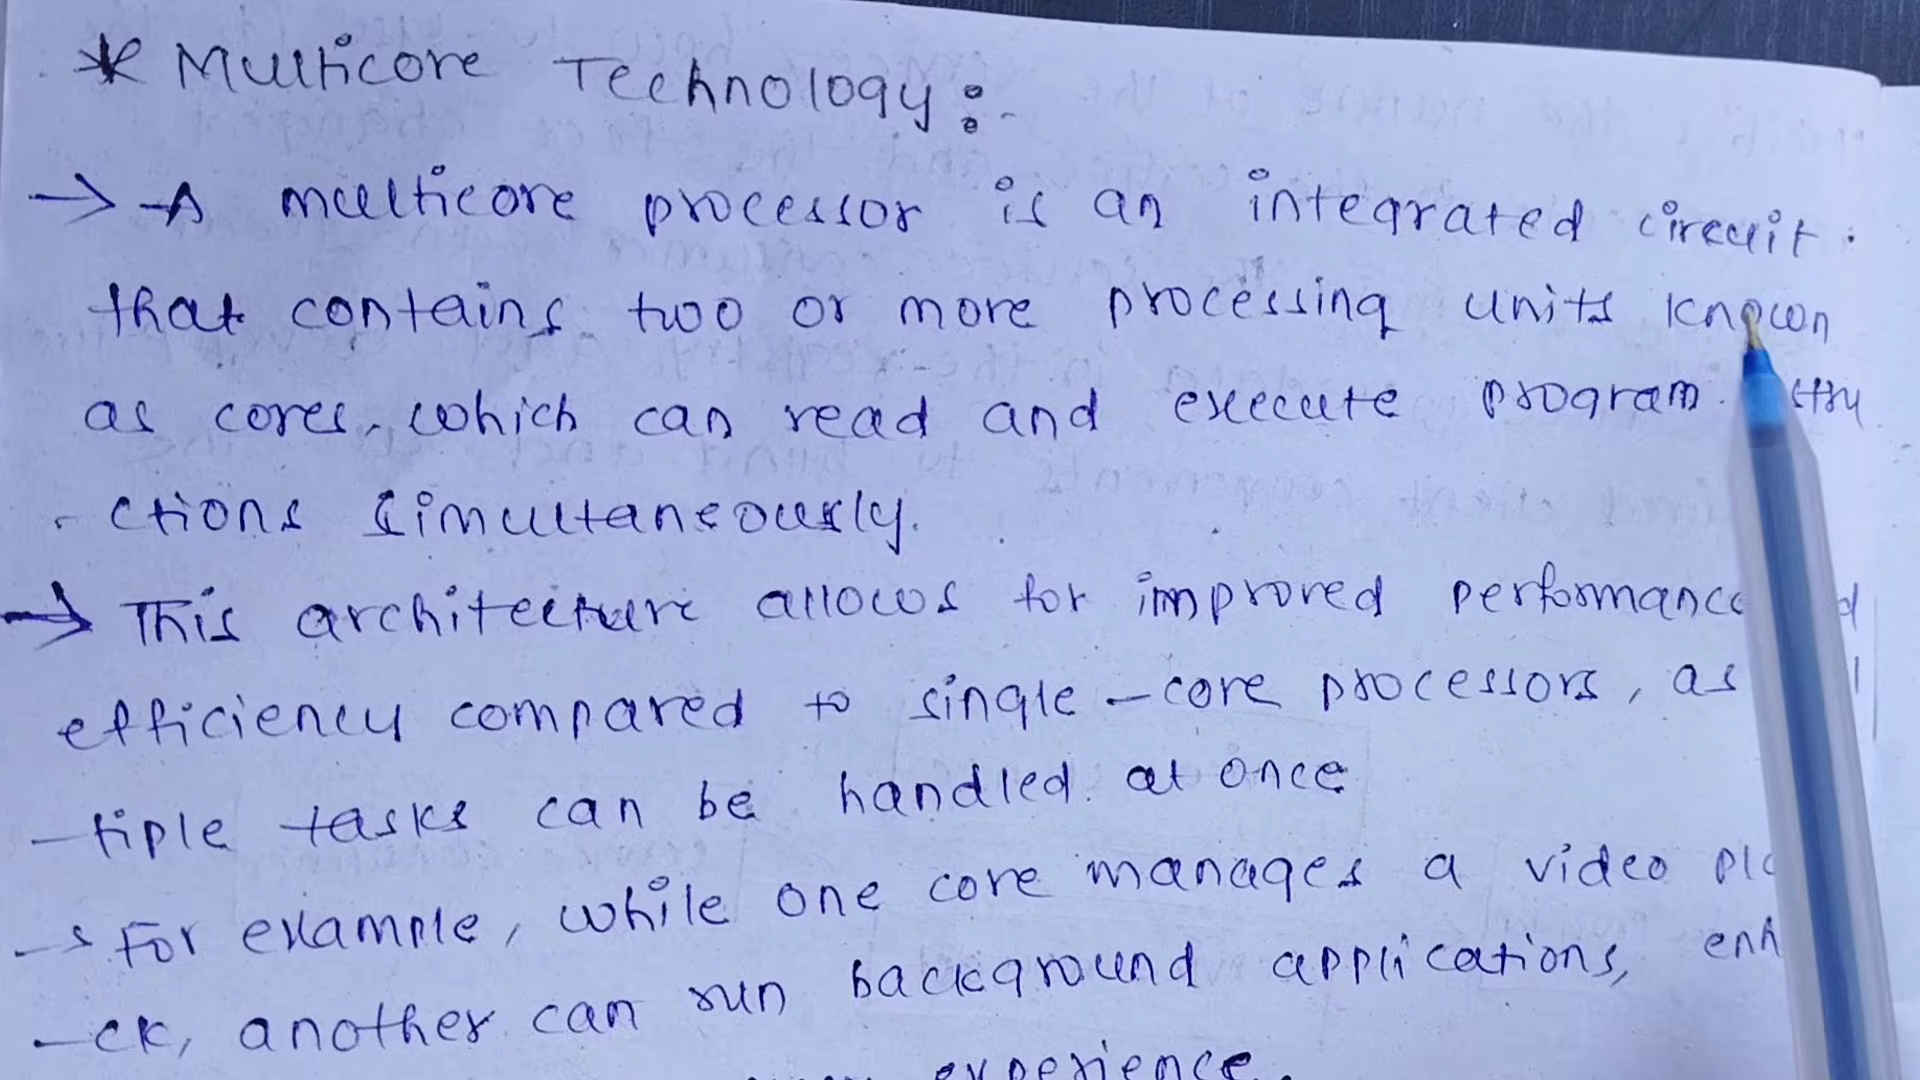 * Multicore Technology:-
→ A multicore processor is an integrated circuit
that contains two or more processing units known
as cores, which can read and execute program
ctions simultaneously.
→ This architecture allows for improved performance
efficiency compared to single-core processors, as
-tiple tasks can be handled at once
→ For example, while one core manages a video
-ck, another can run background applications,
experience.